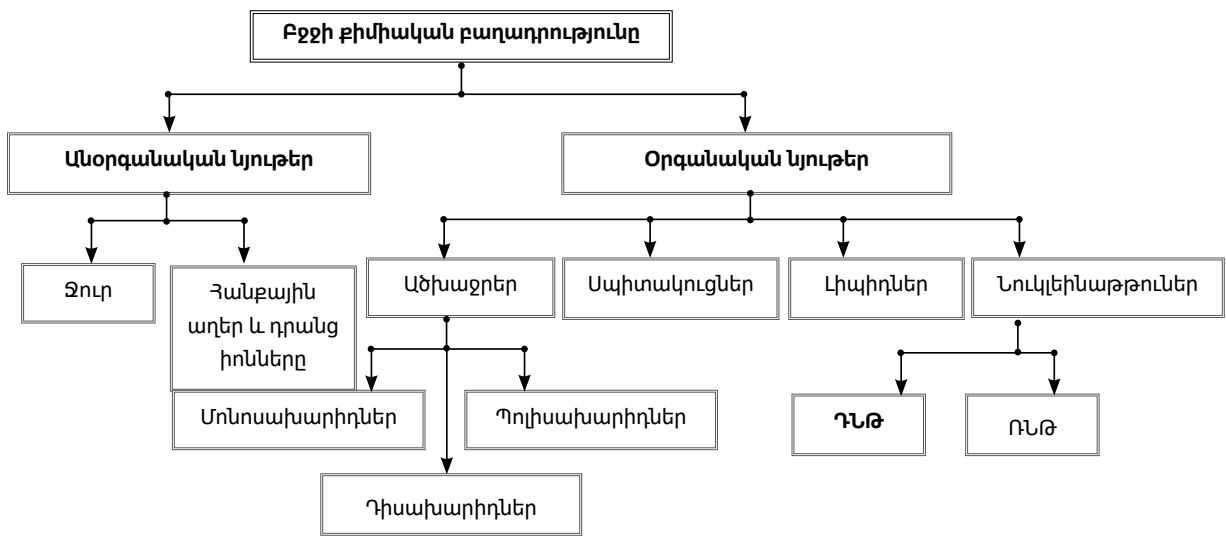 Բջջի քիմիական բաղադրությունը
Անօրգանական նյութեր
Օրգանական նյութեր
Ջուր
Հանքային
աղեր և դրանց
իոնները
Ածխաջրեր
Սպիտակուցներ
Լիպիդներ
Նուկլեինաթթուներ
Մոնոսախարիդներ
Պոլիսախարիդներ
ԴՆԹ
ՌՆԹ
Դիսախարիդներ